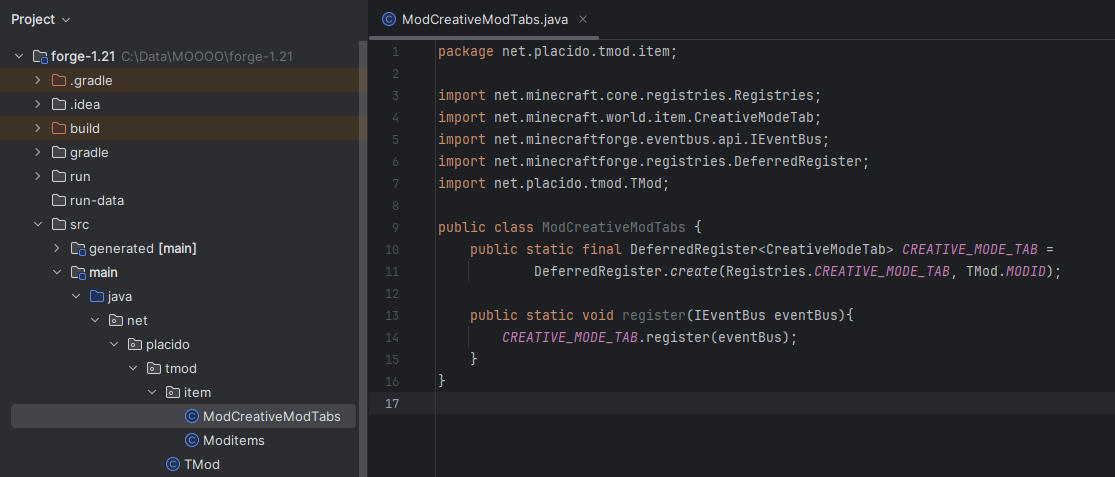 Project
forge-1.21 C:\Data\MOOOO\forge-1.21
.gradle
.idea
build
gradle
run
run-data
src
generated [main]
main
java
net
placido
tmod
item
ModCreativeModTabs
Moditems
TMod
ModCreativeModTabs.java
1 package net.placido.tmod.item;
2
3 import net.minecraft.core.registries.Registries;
4 import net.minecraft.world.item.CreativeModeTab;
5 import net.minecraftforge.eventbus.api.IEventBus;
6 import net.minecraftforge.registries.DeferredRegister;
7 import net.placido.tmod.TMod;
8
9 public class ModCreativeModTabs {
10 public static final DeferredRegister<CreativeModeTab> CREATIVE_MODE_TAB =
11 DeferredRegister.create(Registries.CREATIVE_MODE_TAB, TMod.MODID);
12
13 public static void register(IEventBus eventBus){
14 CREATIVE_MODE_TAB.register(eventBus);
15 }
16 }
17